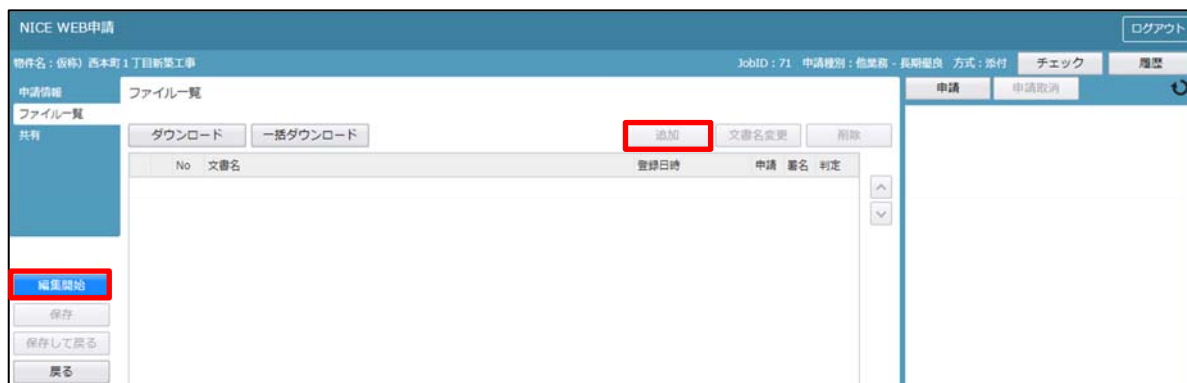 NICE WEB申請
ログアウト
物件名：仮称）西本町１丁目新築工事
JobID：71 申請種別：他業務 - 長期優良 方式：添付
チェック
履歴
申請情報
ファイル一覧
共有
ファイル一覧
申請
申請取消
ダウンロード
一括ダウンロード
追加
文書名変更
削除
No 文書名 登録日時 申請 署名 判定
編集開始
保存
保存して戻る
戻る